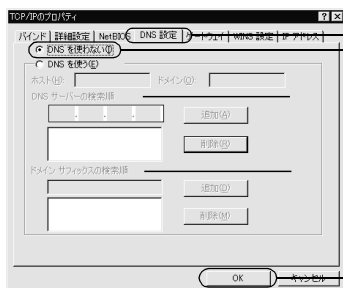 TCP/IPのプロパティ
バインド 詳細設定 NetBIOS DNS 設定 ゲートウェイ WINS 設定 IP アドレス
DNS を使わない(I)
DNS を使う(E)
ホスト(H): ドメイン(O):
DNS サーバーの検索順
追加(A)
削除(R)
ドメイン サフィックスの検索順
追加(D)
削除(M)
OK キャンセル